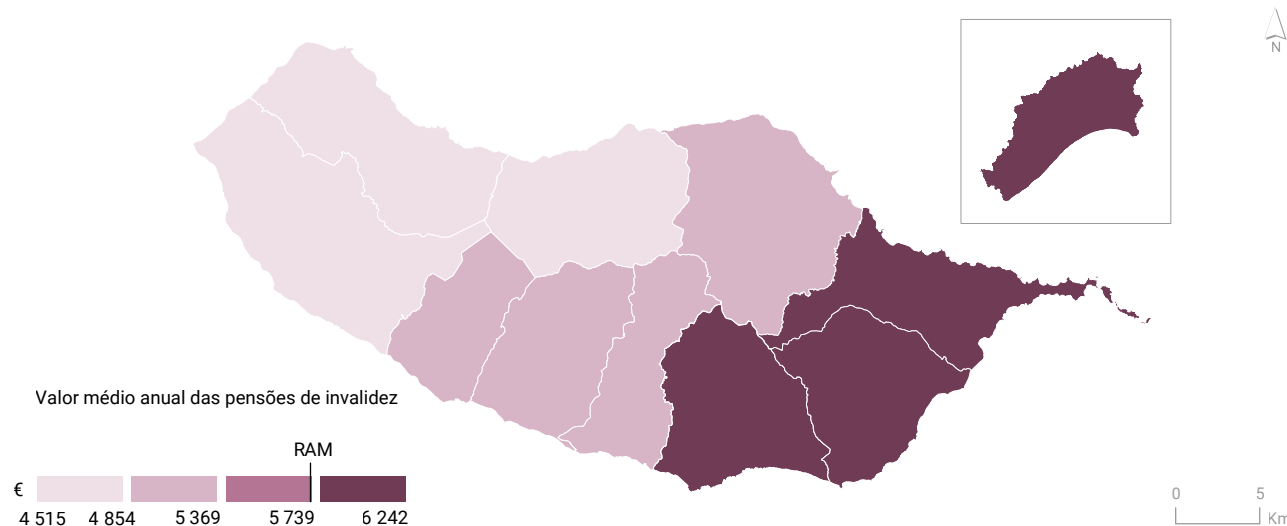 N
Valor médio anual das pensões de invalidez
RAM
€
4 515 4 854 5 369 5 739 6 242
0 5
Km